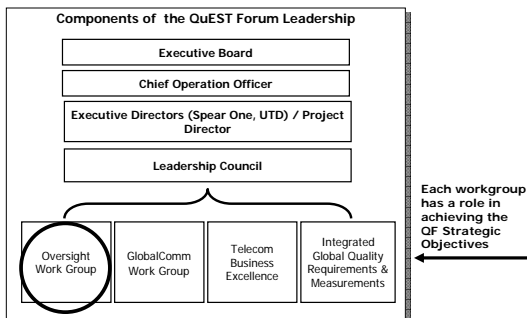 Components of the QuEST Forum Leadership
Executive Board
Chief Operation Officer
Executive Directors (Spear One, UTD) / Project
Director
Leadership Council
Oversight
Work Group
GlobalComm
Work Group
Telecom
Business
Excellence
Integrated
Global Quality
Requirements &
Measurements
Each workgroup
has a role in
achieving the
QF Strategic
Objectives